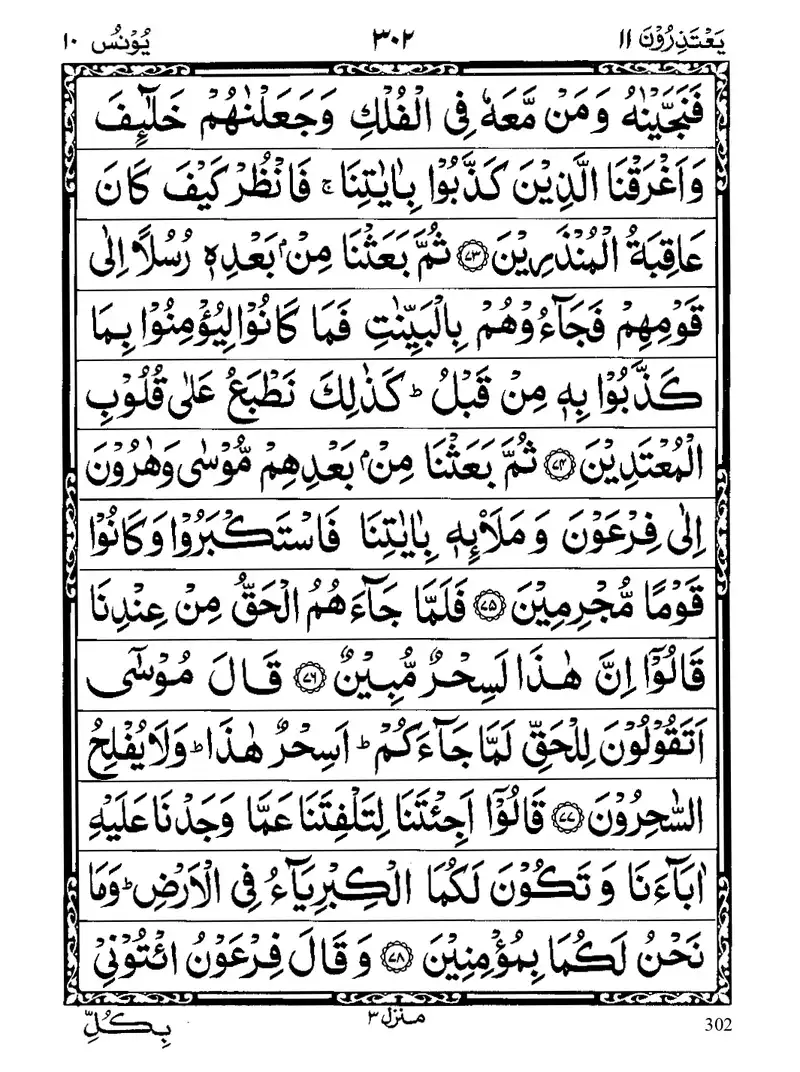 يَعْتَذِرُوْنَ ١١
٣٠٢
يُوْنُس ١٠
فَنَجَّيْنٰهُ وَمَنْ مَّعَهٗ فِي الْفُلْكِ وَجَعَلْنٰهُمْ خَلٰٓئِفَ
وَاَغْرَقْنَا الَّذِيْنَ كَذَّبُوْا بِاٰيٰتِنَا ۚ فَانْظُرْ كَيْفَ كَانَ
عَاقِبَةُ الْمُنْذَرِيْنَ ۝٧٣ ثُمَّ بَعَثْنَا مِنْۢ بَعْدِهٖ رُسُلًا اِلٰى
قَوْمِهِمْ فَجَآءُوْهُمْ بِالْبَيِّنٰتِ فَمَا كَانُوْا لِيُؤْمِنُوْا بِمَا
كَذَّبُوْا بِهٖ مِنْ قَبْلُ ؕ كَذٰلِكَ نَطْبَعُ عَلٰى قُلُوْبِ
الْمُعْتَدِيْنَ ۝٧٤ ثُمَّ بَعَثْنَا مِنْۢ بَعْدِهِمْ مُّوْسٰى وَهٰرُوْنَ
اِلٰى فِرْعَوْنَ وَمَلَا۟ئِهٖ بِاٰيٰتِنَا فَاسْتَكْبَرُوْا وَكَانُوْا
قَوْمًا مُّجْرِمِيْنَ ۝٧٥ فَلَمَّا جَآءَهُمُ الْحَقُّ مِنْ عِنْدِنَا
قَالُوْٓا اِنَّ هٰذَا لَسِحْرٌ مُّبِيْنٌ ۝٧٦ قَالَ مُوْسٰٓى
اَتَقُوْلُوْنَ لِلْحَقِّ لَمَّا جَآءَكُمْ ؕ اَسِحْرٌ هٰذَا ؕ وَلَا يُفْلِحُ
السّٰحِرُوْنَ ۝٧٧ قَالُوْٓا اَجِئْتَنَا لِتَلْفِتَنَا عَمَّا وَجَدْنَا عَلَيْهِ
اٰبَآءَنَا وَتَكُوْنَ لَكُمَا الْكِبْرِيَآءُ فِي الْاَرْضِ ؕ وَمَا
نَحْنُ لَكُمَا بِمُؤْمِنِيْنَ ۝٧٨ وَقَالَ فِرْعَوْنُ ائْتُوْنِيْ
بِكُلِّ
منزل ٣
302